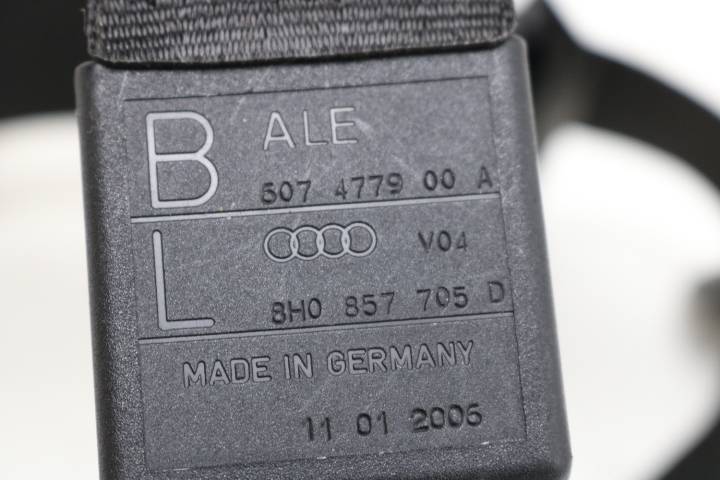 B ALE
607 4779 00 A
L V04
8H0 857 705 D
MADE IN GERMANY
11 01 2006